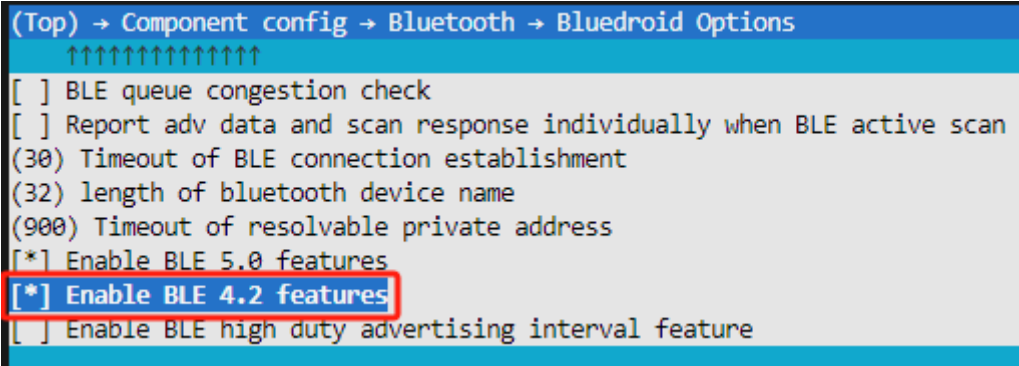 (Top) → Component config → Bluetooth → Bluedroid Options
↑↑↑↑↑↑↑↑↑↑↑↑↑↑
[ ] BLE queue congestion check
[ ] Report adv data and scan response individually when BLE active scan
(30) Timeout of BLE connection establishment
(32) length of bluetooth device name
(900) Timeout of resolvable private address
[*] Enable BLE 5.0 features
[*] Enable BLE 4.2 features
[ ] Enable BLE high duty advertising interval feature